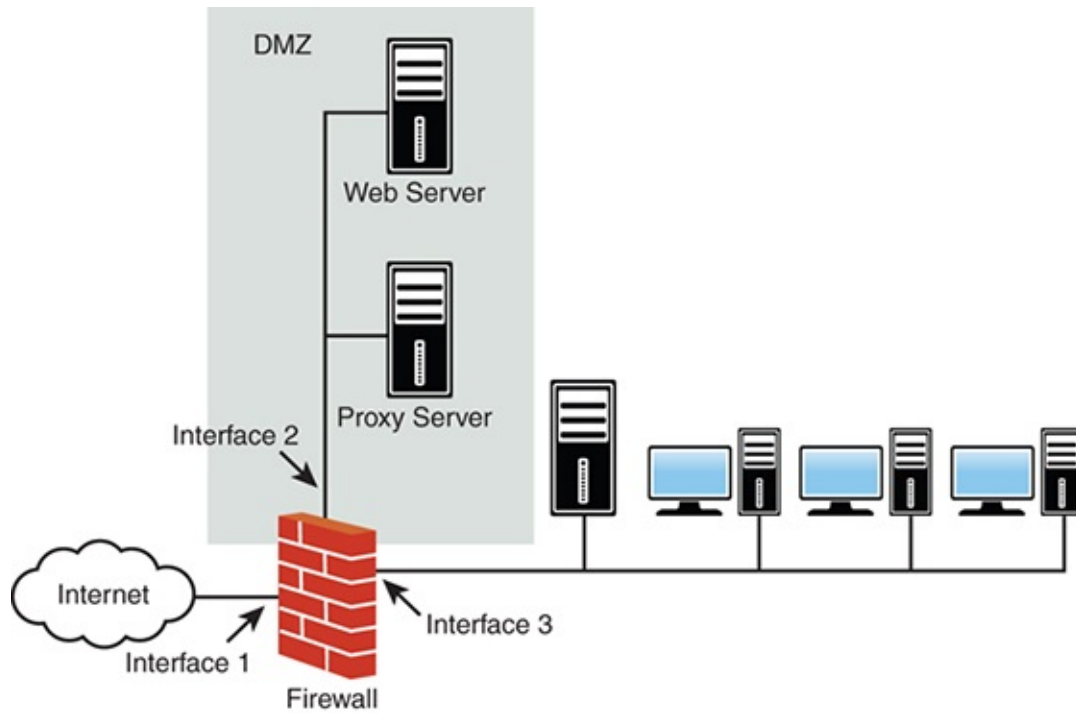 DMZ
Web Server
Proxy Server
Interface 2
Internet
Interface 3
Interface 1
Firewall